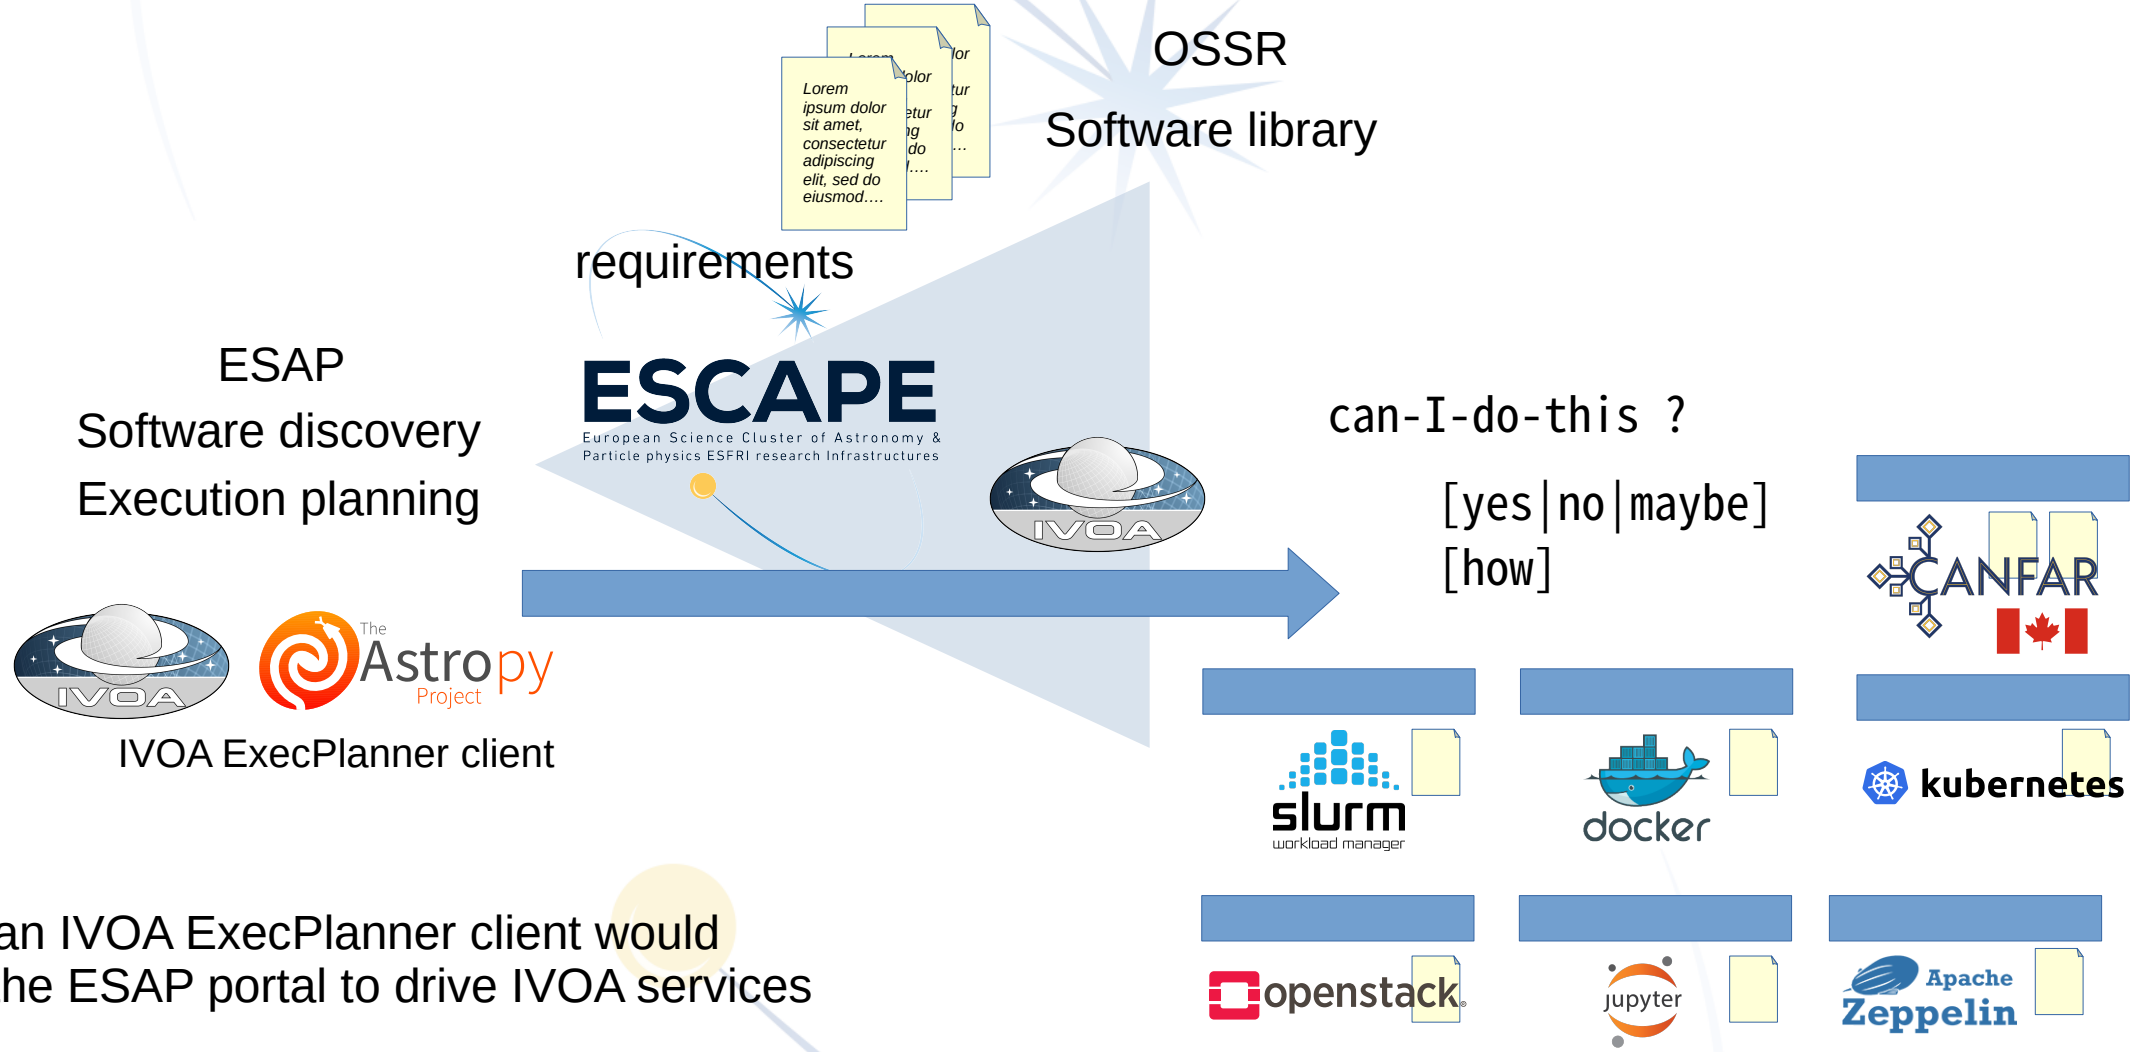 OSSR
Software library
Lorem
ipsum dolor
sit amet,
consectetur
adipiscing
elit, sed do
eiusmod….
requirements
ESAP
Software discovery
Execution planning
ESCAPE
European Science Cluster of Astronomy &
Particle physics ESFRI research Infrastructures
IVOA
can-I-do-this ?
[yes|no|maybe]
[how]
CANFAR
IVOA
The
Astropy
Project
IVOA ExecPlanner client
slurm
workload manager
docker
kubernetes
an IVOA ExecPlanner client would
the ESAP portal to drive IVOA services
openstack
jupyter
Apache
Zeppelin